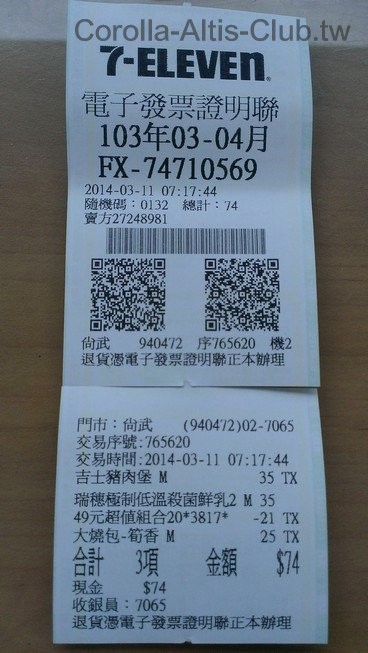 Corolla-Altis-Club.tw
7-ELEVEN®
電子發票證明聯
103年03-04月
FX-74710569
2014-03-11 07:17:44
隨機碼：0132 總計：74
賣方27248981
尙武 940472 序765620 機2
退貨憑電子發票證明聯正本辦理
門市：尙武 (940472)02-7065
交易序號:765620
交易時間:2014-03-11 07:17:44
吉士豬肉堡 M 35 TX
瑞穗極制低溫殺菌鮮乳2 M 35
49元超值組合20*3817* -21 TX
大燒包-筍香 M 25 TX
合計 3項 金額 $74
現金 $74
收銀員：7065
退貨憑電子發票證明聯正本辦理